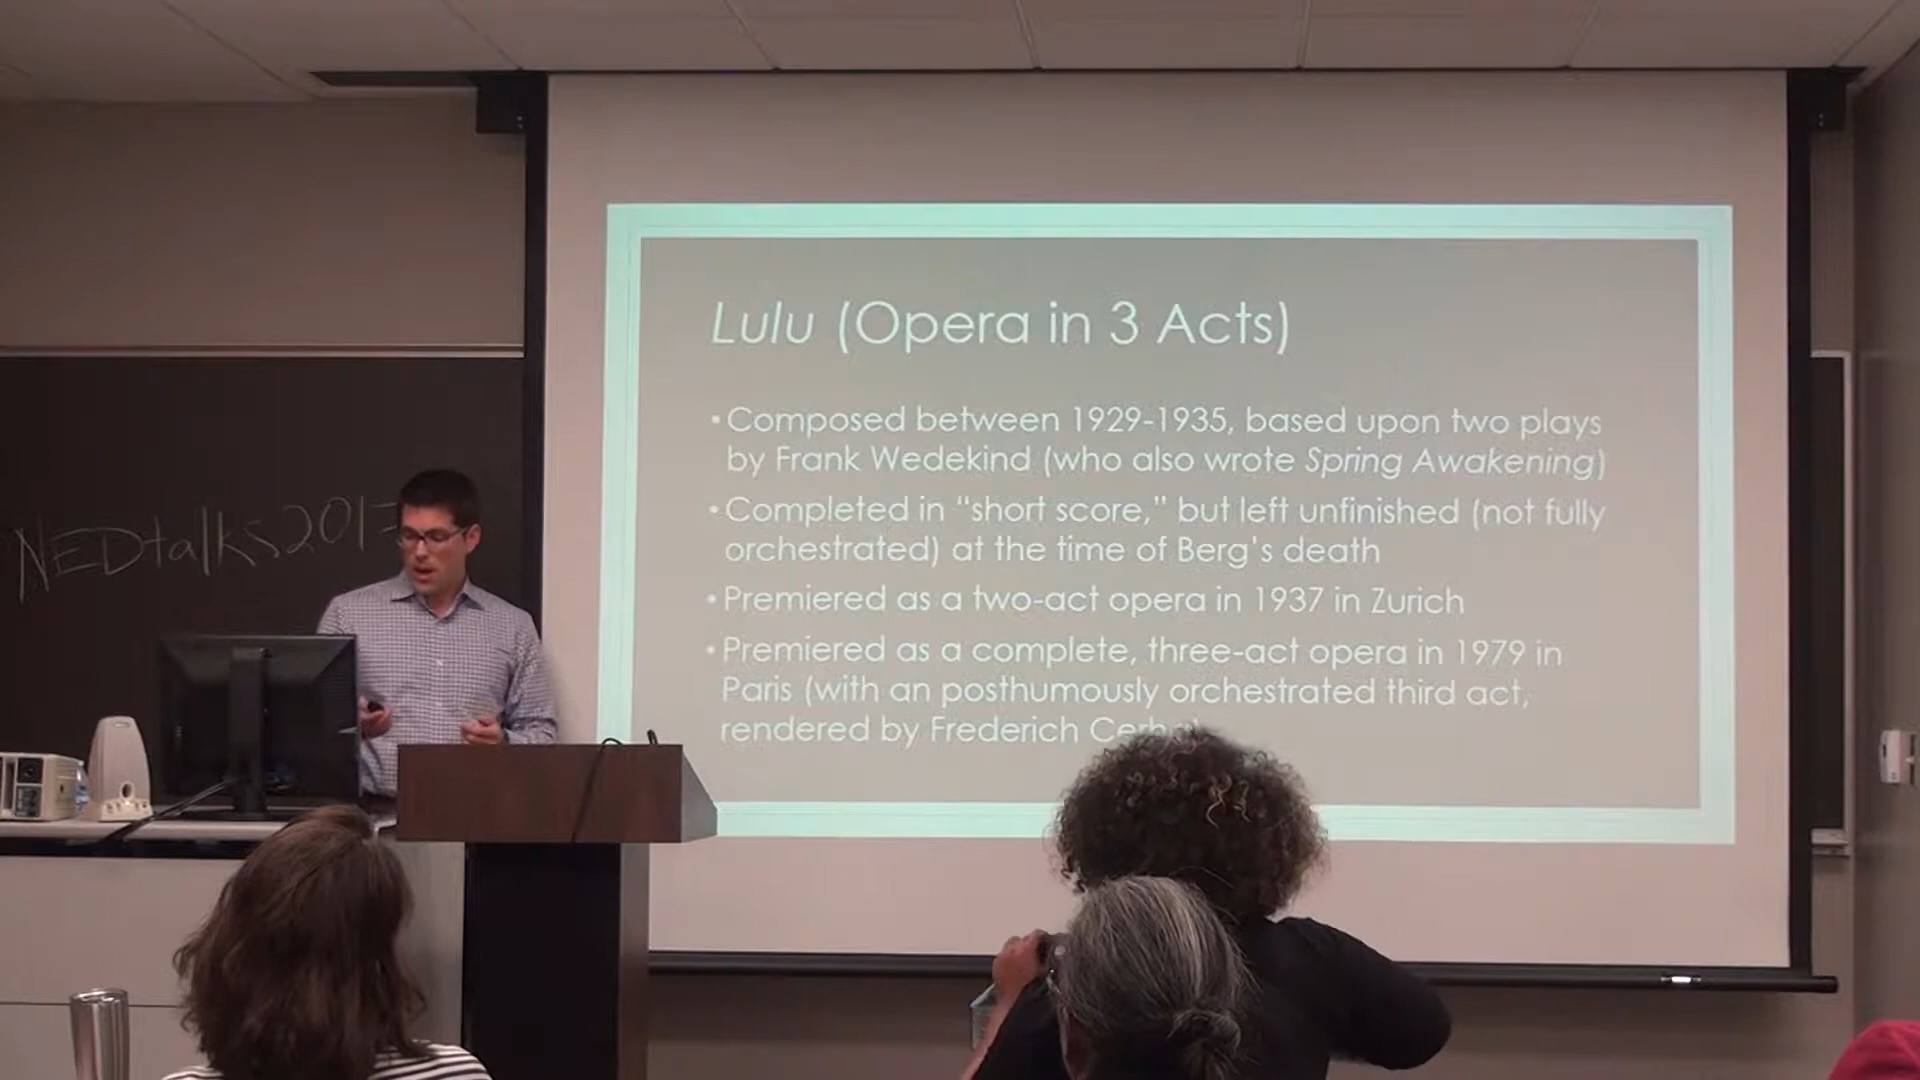 Lulu (Opera in 3 Acts)
• Composed between 1929-1935, based upon two plays
by Frank Wedekind (who also wrote Spring Awakening)
• Completed in “short score,” but left unfinished (not fully
orchestrated) at the time of Berg’s death
• Premiered as a two-act opera in 1937 in Zurich
• Premiered as a complete, three-act opera in 1979 in
Paris (with an posthumously orchestrated third act,
rendered by Frederich
NEDtalks